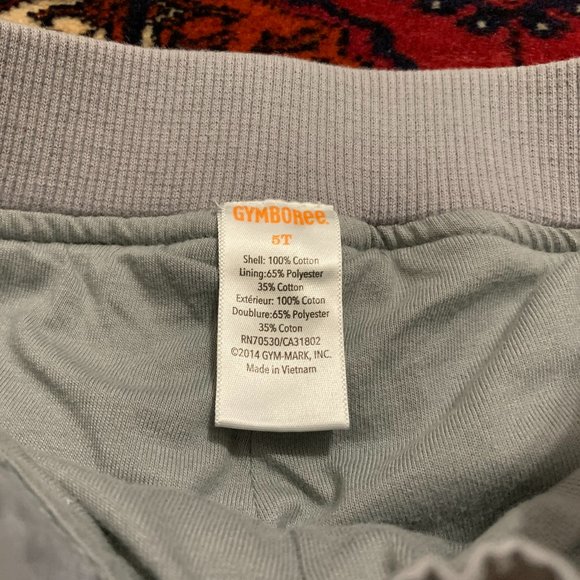 GYMBOREE
5T
Shell: 100% Cotton
Lining:65% Polyester
35% Cotton
Extérieur: 100% Coton
Doublure:65% Polyester
35% Coton
RN70530/CA31802
©2014 GYM-MARK, INC.
Made in Vietnam